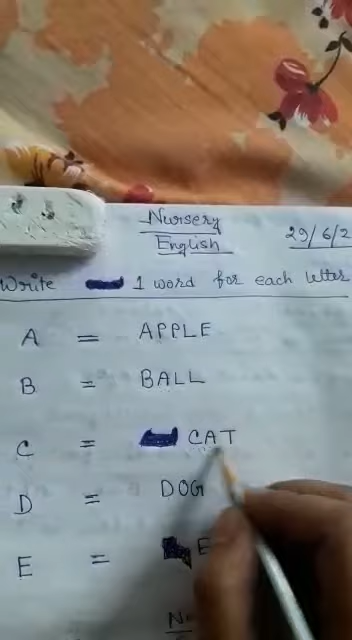 Nursery
English
29/6/2
Write 1 word for each letter
A = APPLE
B = BALL
C = CAT
D = DOG
E = E
N